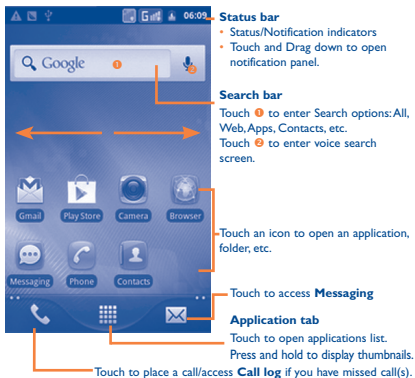 G 06:09
Google ❶
❷
Gmail Play Store Camera Browser
Messaging Phone Contacts
Status bar
• Status/Notification indicators
• Touch and Drag down to open
notification panel.
Search bar
Touch ❶ to enter Search options: All,
Web, Apps, Contacts, etc.
Touch ❷ to enter voice search
screen.
Touch an icon to open an application,
folder, etc.
Touch to access Messaging
Application tab
Touch to open applications list.
Press and hold to display thumbnails.
Touch to place a call/access Call log if you have missed call(s).